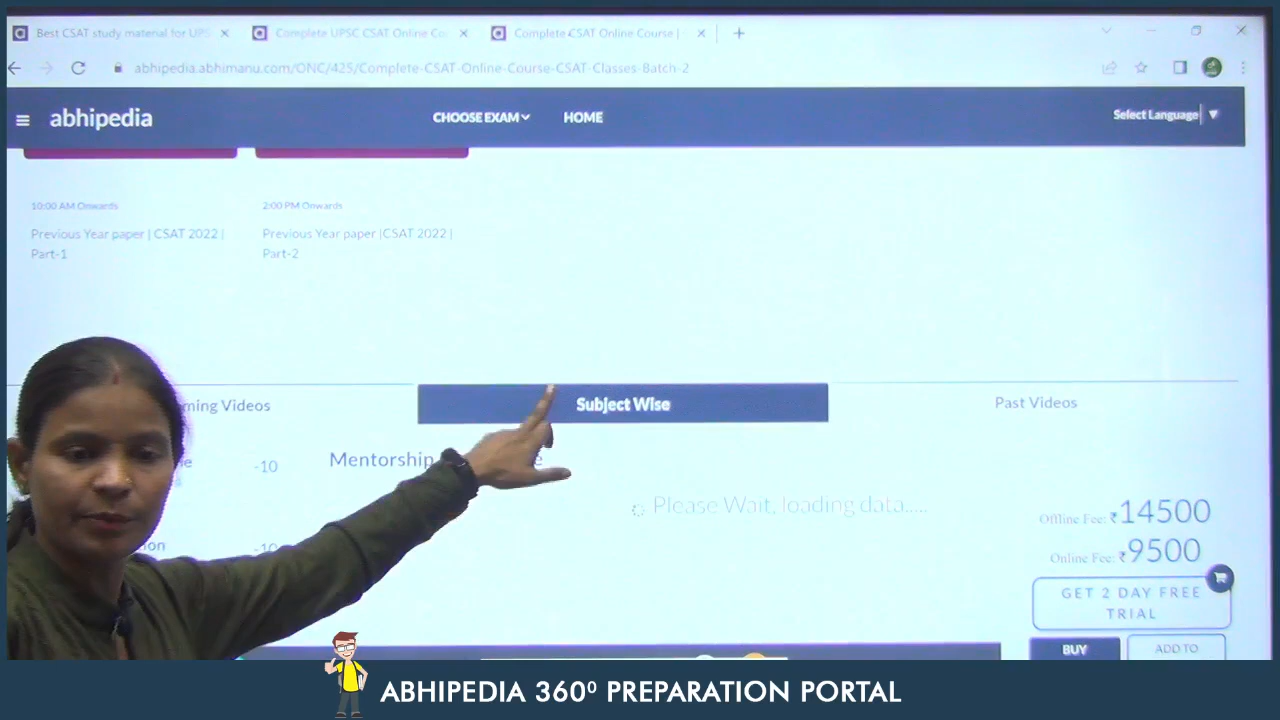 Best CSAT study material for UPS
Complete UPSC CSAT Online Co
Complete CSAT Online Course |
abhipedia.abhimanu.com/ONC/425/Complete-CSAT-Online-Course-CSAT-Classes-Batch-2
abhipedia
CHOOSE EXAM
HOME
Select Language
10:00 AM Onwards
2:00 PM Onwards
Previous Year paper | CSAT 2022 |
Part-1
Previous Year paper |CSAT 2022 |
Part-2
ming Videos
Subject Wise
Past Videos
-10
Mentorship
Please Wait, loading data.....
Offline Fee: ₹14500
Online Fee: ₹9500
GET 2 DAY FREE
TRIAL
-10
BUY
ADD TO
ABHIPEDIA 360⁰ PREPARATION PORTAL